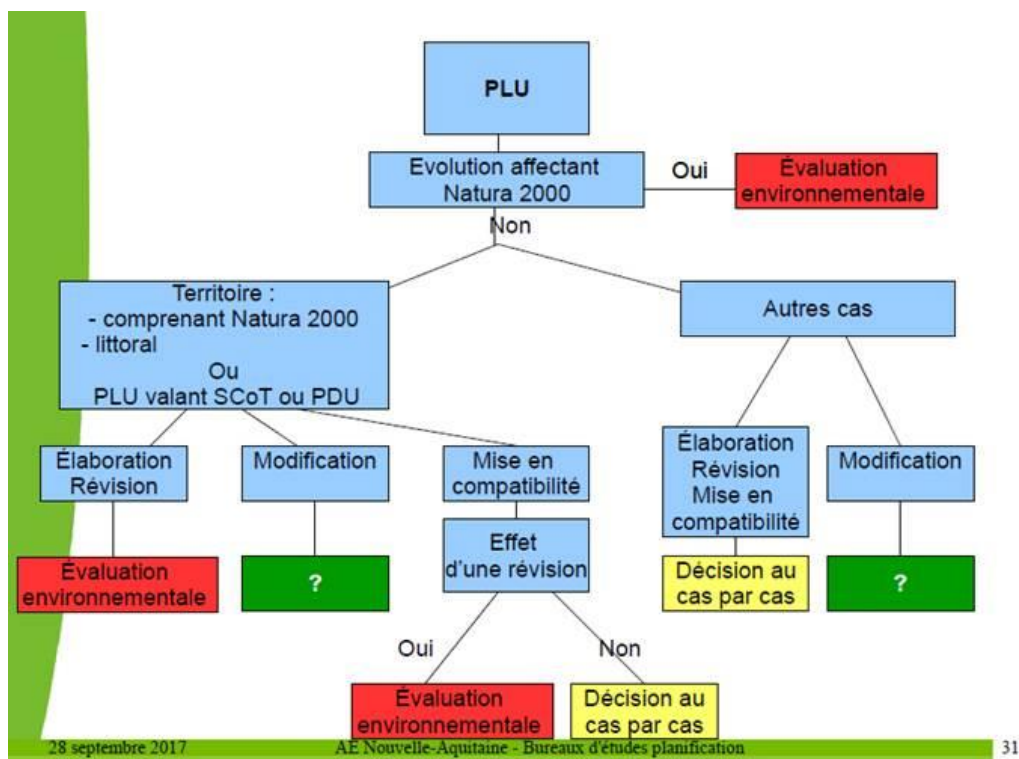 PLU
Evolution affectant
Natura 2000
Oui
Évaluation
environnementale
Non
Territoire :
- comprenant Natura 2000
- littoral
Ou
PLU valant SCoT ou PDU
Autres cas
Élaboration
Révision
Modification
Mise en
compatibilité
Élaboration
Révision
Mise en
compatibilité
Modification
Effet
d'une révision
Évaluation
environnementale
?
Décision au
cas par cas
?
Oui
Non
Évaluation
environnementale
Décision au
cas par cas
28 septembre 2017
AE Nouvelle-Aquitaine - Bureaux d'études planification
31